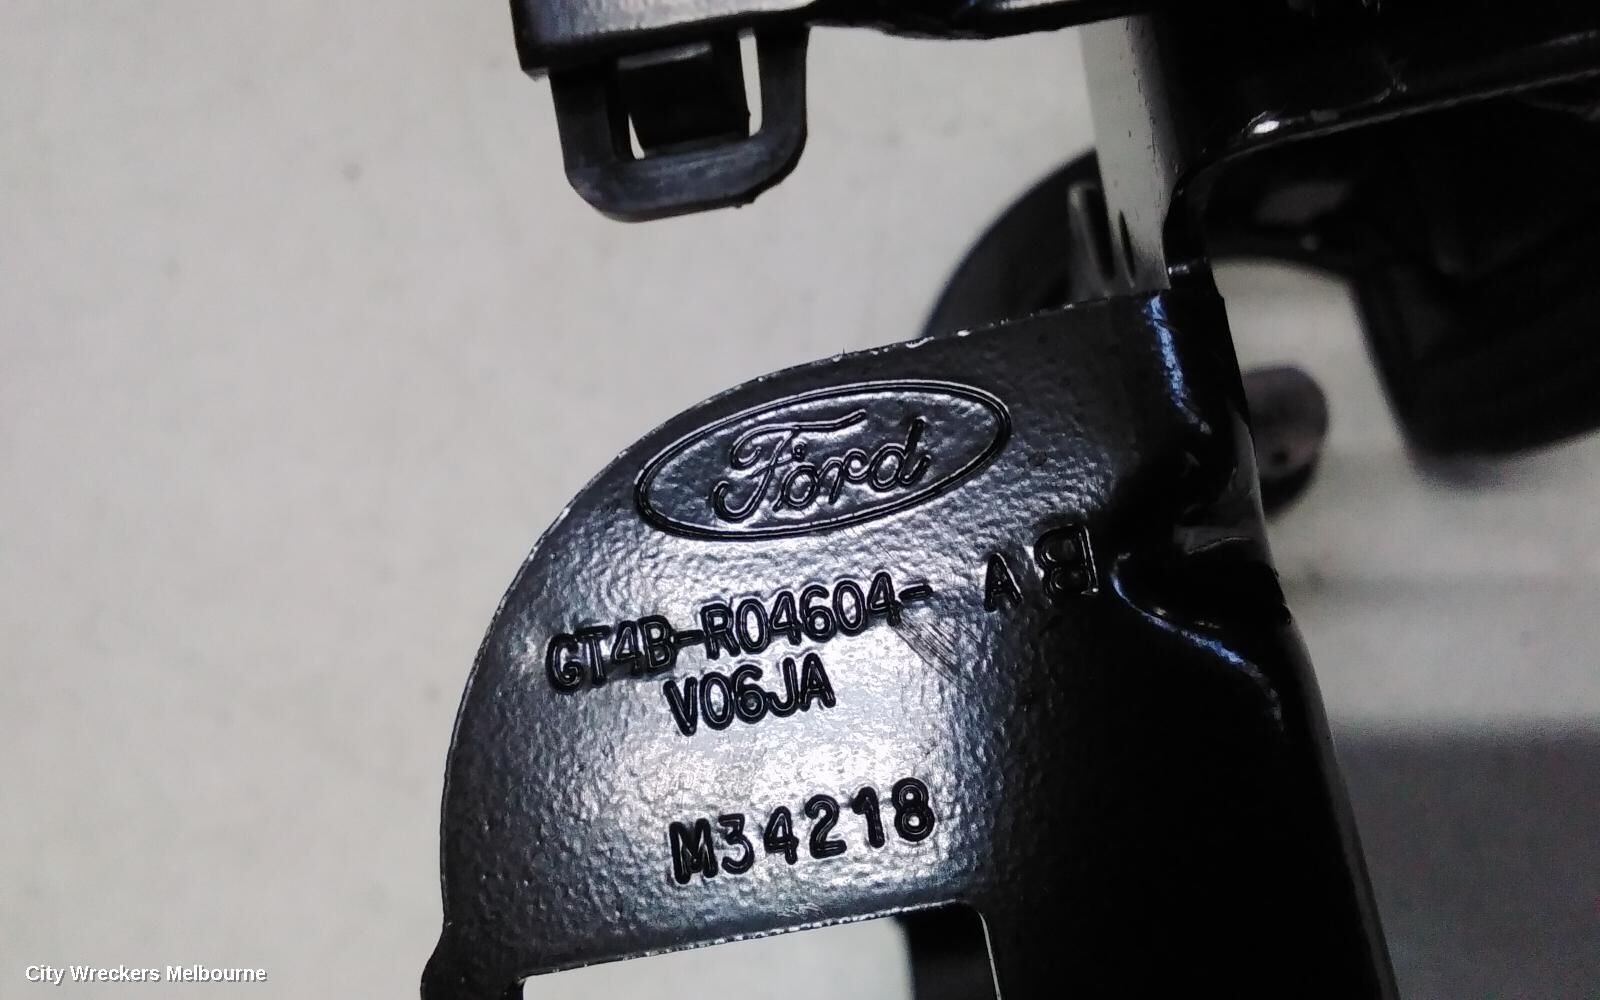 Ford
GT4B-R04604- AB
V06JA
M34218
City Wreckers Melbourne